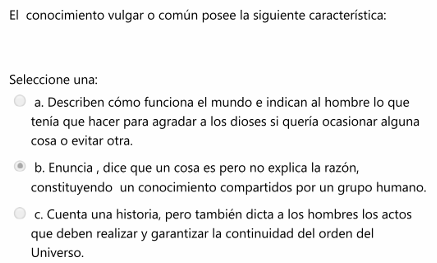 El conocimiento vulgar o común posee la siguiente característica:
Seleccione una:
a. Describen cómo funciona el mundo e indican al hombre lo que
tenía que hacer para agradar a los dioses si quería ocasionar alguna
cosa o evitar otra.
b. Enuncia , dice que un cosa es pero no explica la razón,
constituyendo un conocimiento compartidos por un grupo humano.
c. Cuenta una historia, pero también dicta a los hombres los actos
que deben realizar y garantizar la continuidad del orden del
Universo.